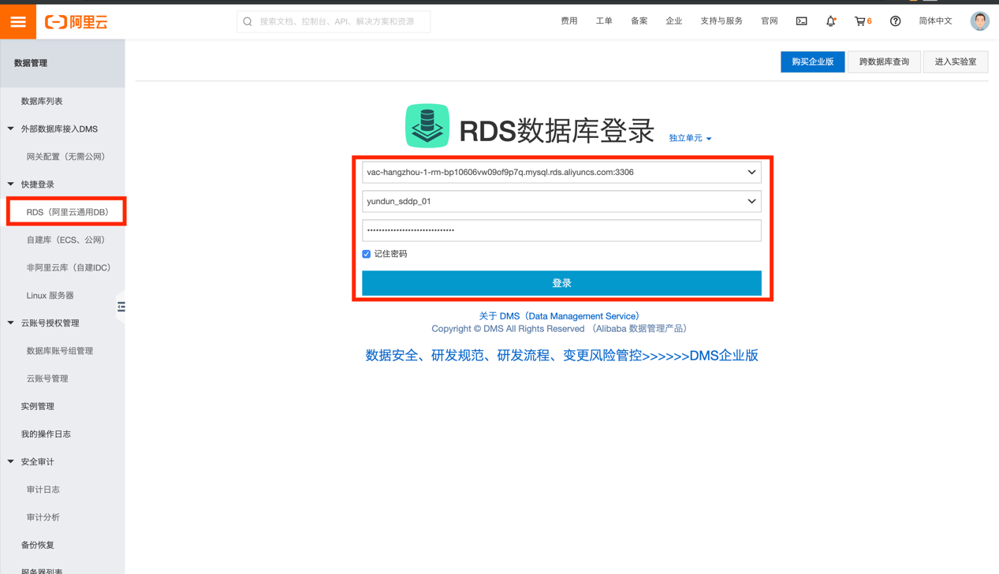 阿里云
搜索文档、控制台、API、解决方案和资源
费用 工单 备案 企业 支持与服务 官网 6 简体中文
数据管理
购买企业版 跨数据库查询 进入实验室
数据库列表
外部数据库接入DMS
网关配置（无需公网）
快捷登录
RDS（阿里云通用DB）
自建库（ECS、公网）
非阿里云库（自建IDC）
Linux 服务器
云账号授权管理
数据库账号组管理
云账号管理
实例管理
我的操作日志
安全审计
审计日志
审计分析
备份恢复
服务器列表
RDS数据库登录 独立单元
vac-hangzhou-1-rm-bp10606vw09of9p7q.mysql.rds.aliyuncs.com:3306
yundun_sddp_01
记住密码
登录
关于 DMS（Data Management Service）
Copyright © DMS All Rights Reserved （Alibaba 数据管理产品）
数据安全、研发规范、研发流程、变更风险管控>>>>>>DMS企业版